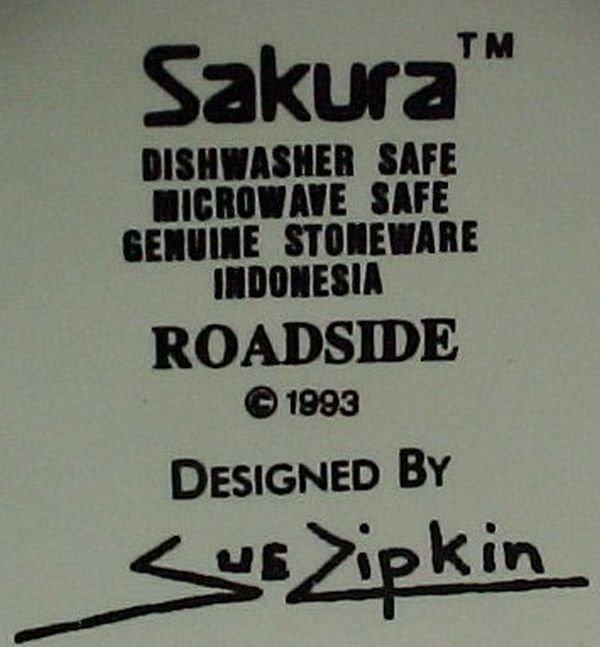 Sakura™
DISHWASHER SAFE
MICROWAVE SAFE
GENUINE STONEWARE
INDONESIA
ROADSIDE
© 1993
DESIGNED BY
Sue Zipkin